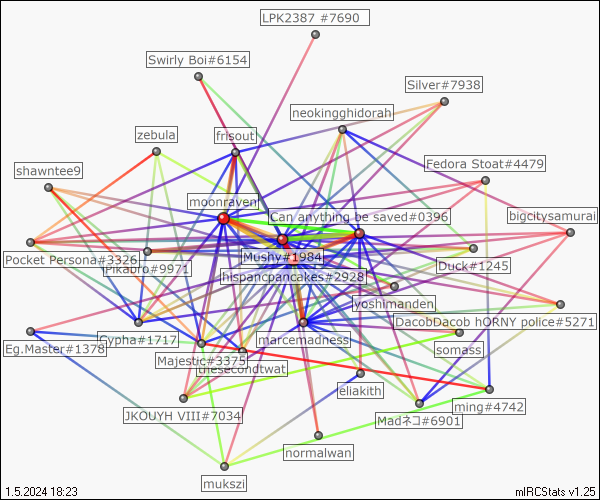 LPK2387 #7690
Swirly Boi#6154
Silver#7938
neokingghidorah
zebula
frisout
Fedora Stoat#4479
shawntee9
moonraven
Can anything be saved#0396
bigcitysamurai
Pocket Persona#3326
Mushy#1984
Pikabro#9971
Duck#1245
hispancpancakes#2928
yoshimanden
DacobDacob hORNY police#5271
Cypha#1717
marcemadness
Eg.Master#1378
Majestic#3375
somass
thesecondtwat
eliakith
JKOUYH VIII#7034
ming#4742
Madネコ#6901
normalwan
mukszi
1.5.2024 18:23
mIRCStats v1.25